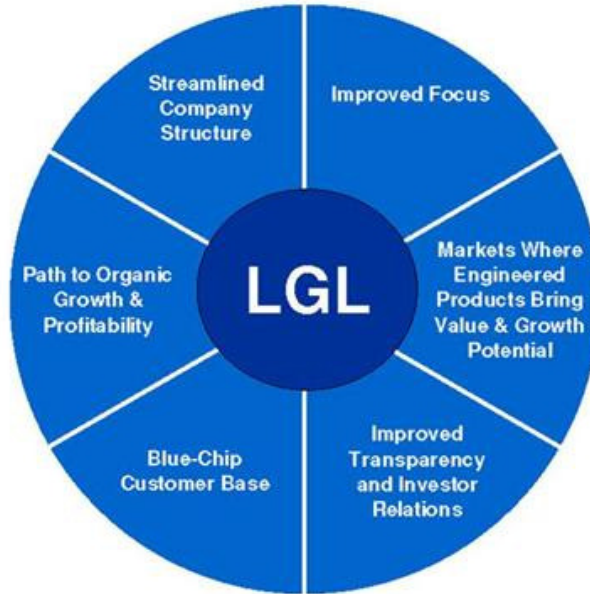 Streamlined
Company
Structure
Improved Focus
Path to Organic
Growth &
Profitability
LGL
Markets Where
Engineered
Products Bring
Value & Growth
Potential
Blue-Chip
Customer Base
Improved
Transparency
and Investor
Relations